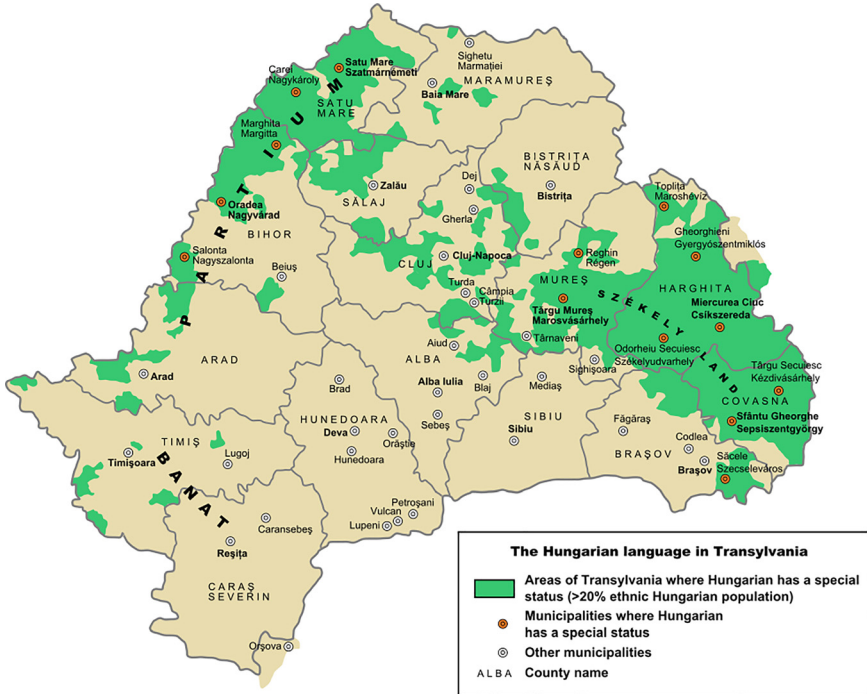 Sighetu
Marmației
MARAMUREȘ
Baia Mare
Satu Mare
Szatmárnémeti
Carei
Nagykároly
SATU
MARE
Marghita
Margitta
PARTIUM
Oradea
Nagyvárad
BIHOR
Salonta
Nagyszalonta
Beiuș
Zalău
SĂLAJ
Dej
Gherla
BISTRIȚA
NĂSĂUD
Bistrița
CLUJ
Cluj-Napoca
Turda
Câmpia
Turzii
Toplița
Maroshévíz
Gheorghieni
Gyergyószentmiklós
Reghin
Régen
MUREȘ
Târgu Mureș
Marosvásárhely
Târnaveni
SZÉKELY LAND
HARGHITA
Miercurea Ciuc
Csíkszereda
Odorheiu Secuiesc
Székelyudvarhely
Târgu Secuiesc
Kézdivásárhely
COVASNA
Sfântu Gheorghe
Sepsiszentgyörgy
ARAD
Arad
Aiud
ALBA
Alba Iulia
Blaj
Sebeș
Sighișoara
Mediaș
SIBIU
Sibiu
Brad
HUNEDOARA
Deva
Orăștie
Hunedoara
Făgăraș
BRAȘOV
Codlea
Brașov
Săcele
Szecseleváros
TIMIȘ
Timișoara
Lugoj
BANAT
Petroșani
Vulcan
Lupeni
Caransebeș
Reșița
CARAȘ
SEVERIN
Orșova
The Hungarian language in Transylvania
Areas of Transylvania where Hungarian has a special
status (>20% ethnic Hungarian population)
Municipalities where Hungarian
has a special status
Other municipalities
ALBA County name